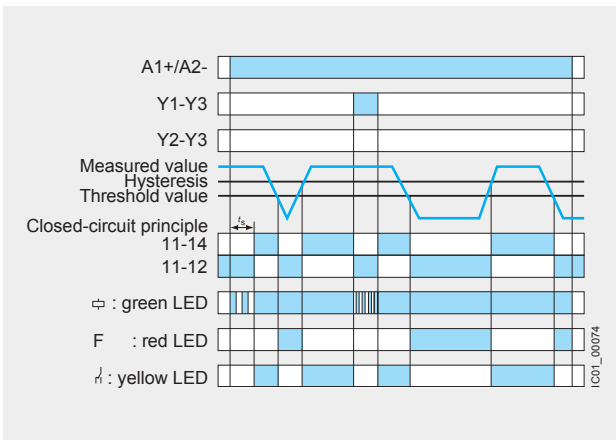 A1+/A2-
Y1-Y3
Y2-Y3
Measured value
Hysteresis
Threshold value
Closed-circuit principle
ts
11-14
11-12
: green LED
F : red LED
: yellow LED
IC01_00074